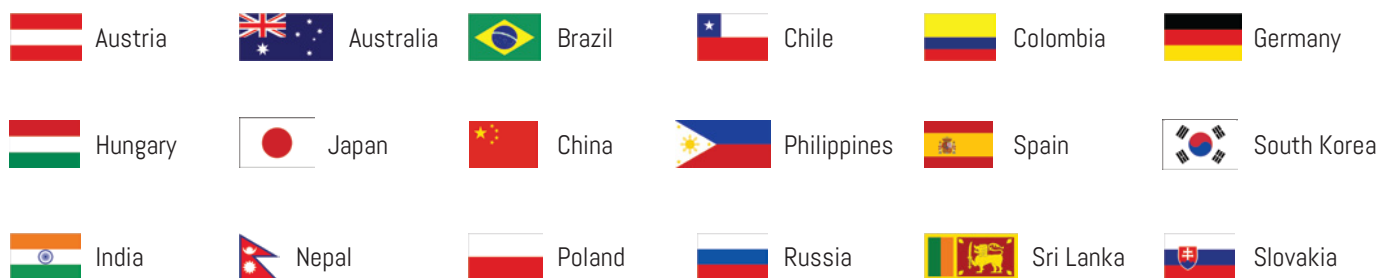 Austria Australia Brazil Chile Colombia Germany
Hungary Japan China Philippines Spain South Korea
India Nepal Poland Russia Sri Lanka Slovakia